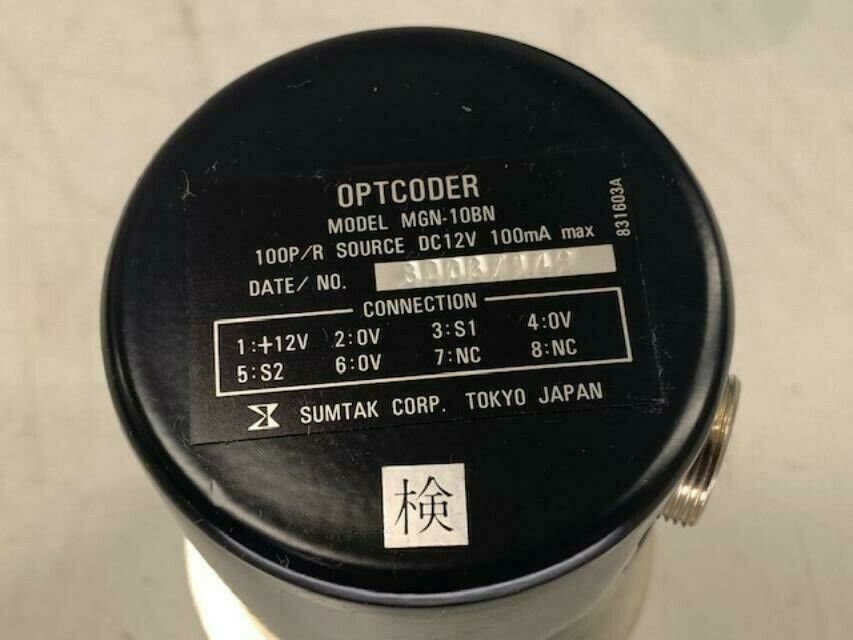 OPTCODER
MODEL MGN-10BN
100P/R SOURCE DC12V 100mA max
831603A
DATE/ NO.
CONNECTION
1:+12V 2:0V 3:S1 4:0V
5:S2 6:0V 7:NC 8:NC
SUMTAK CORP. TOKYO JAPAN
検